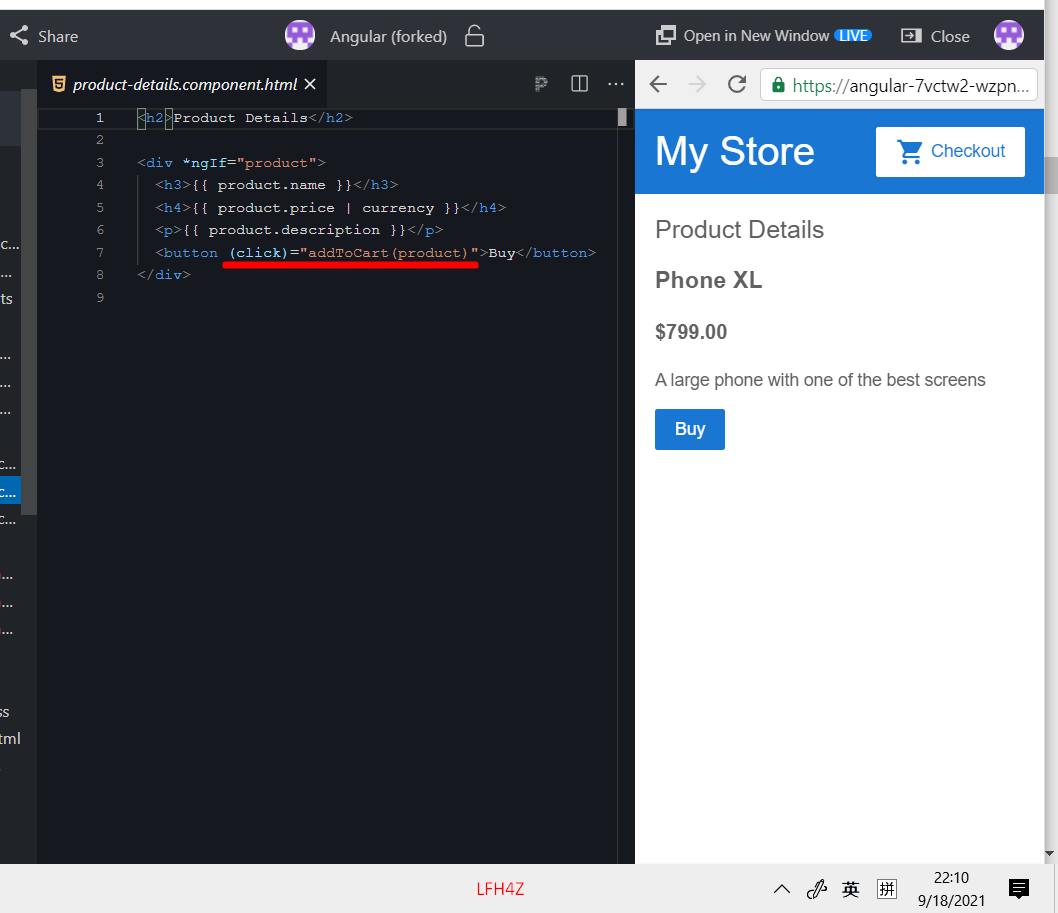 Share
Angular (forked)
Open in New Window LIVE
Close
product-details.component.html
https://angular-7vctw2-wzpn...
1 <h2>Product Details</h2>
2
3 <div *ngIf="product">
4 <h3>{{ product.name }}</h3>
5 <h4>{{ product.price | currency }}</h4>
6 <p>{{ product.description }}</p>
7 <button (click)="addToCart(product)">Buy</button>
8 </div>
9
c...
...
ts
...
...
...
c...
c...
c...
...
...
...
ss
tml
My Store
Checkout
Product Details
Phone XL
$799.00
A large phone with one of the best screens
Buy
LFH4Z
英
拼
22:10
9/18/2021